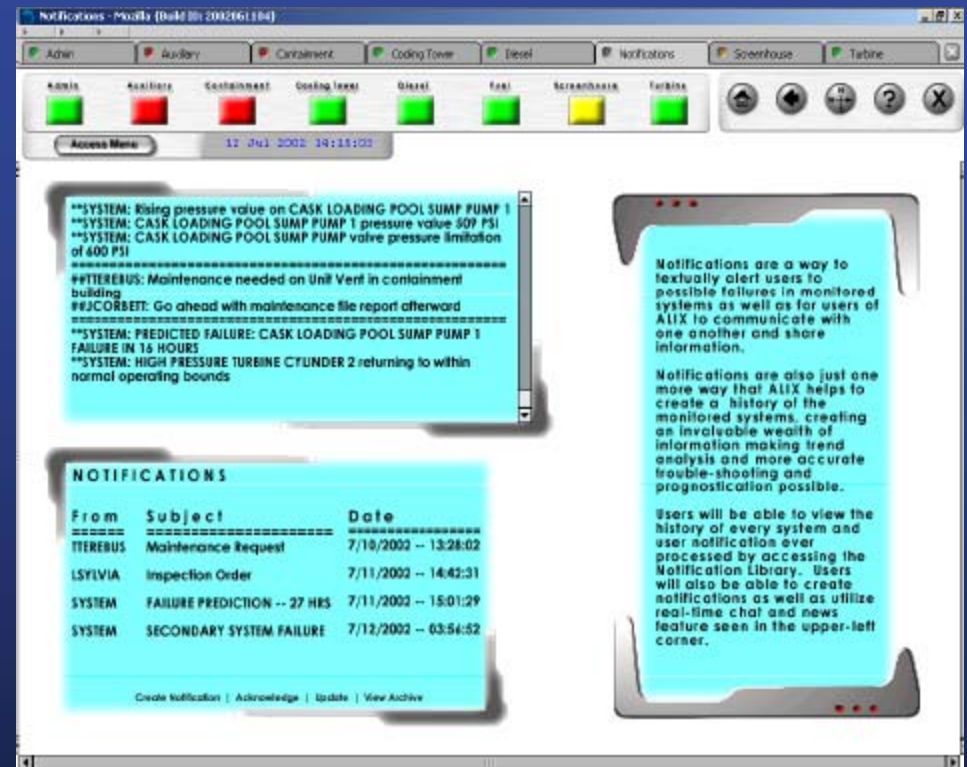 Notifications - Mozilla {Build ID: 2002061104}
Admin Auxiliary Containment Cooling Tower Diesel Notifications Screenhouse Turbine
Admin Auxiliary Containment Cooling Tower Diesel Fuel Screenhouse Turbine
Access Menu 12 Jul 2002 14:15:03
**SYSTEM: Rising pressure value on CASK LOADING POOL SUMP PUMP 1
**SYSTEM: CASK LOADING POOL SUMP PUMP 1 pressure value 509 PSI
**SYSTEM: CASK LOADING POOL SUMP PUMP valve pressure limitation
of 600 PSI
==================================================
##TTEREBUS: Maintenance needed on Unit Vent in containment
building
##JCORBETT: Go ahead with maintenance file report afterward
==================================================
**SYSTEM: PREDICTED FAILURE: CASK LOADING POOL SUMP PUMP 1
FAILURE IN 16 HOURS
**SYSTEM: HIGH PRESSURE TURBINE CYLINDER 2 returning to within
normal operating bounds
NOTIFICATIONS
From Subject Date
====== ====================== =================
TTEREBUS Maintenance Request 7/10/2002 -- 13:28:02
LSYLVIA Inspection Order 7/11/2002 -- 14:42:31
SYSTEM FAILURE PREDICTION -- 27 HRS 7/11/2002 -- 15:01:29
SYSTEM SECONDARY SYSTEM FAILURE 7/12/2002 -- 03:56:52
Create Notification | Acknowledge | Update | View Archive
Notifications are a way to
textually alert users to
possible failures in monitored
systems as well as for users of
ALIX to communicate with
one another and share
information.
Notifications are also just one
more way that ALIX helps to
create a history of the
monitored systems, creating
an invaluable wealth of
information making trend
analysis and more accurate
trouble-shooting and
prognostication possible.
Users will be able to view the
history of every system and
user notification ever
processed by accessing the
Notification Library. Users
will also be able to create
notifications as well as utilize
real-time chat and news
feature seen in the upper-left
corner.